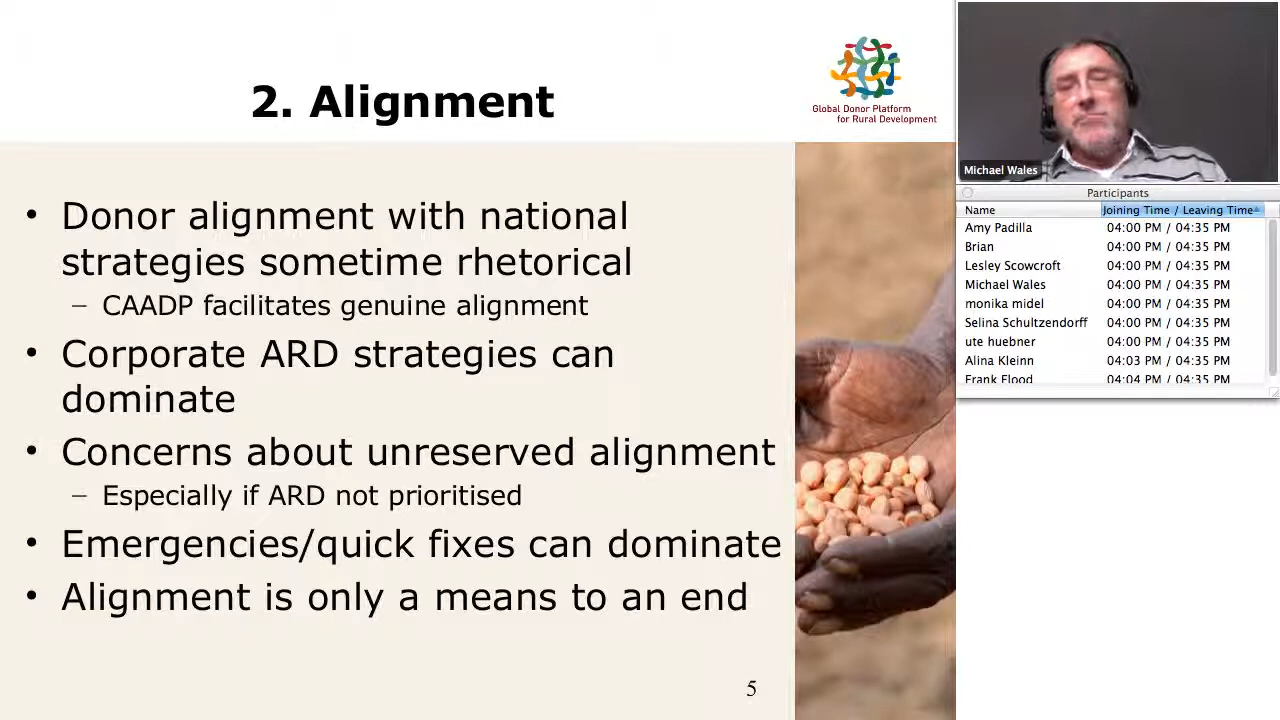 2. Alignment
Global Donor Platform
for Rural Development
• Donor alignment with national
strategies sometime rhetorical
– CAADP facilitates genuine alignment
• Corporate ARD strategies can
dominate
• Concerns about unreserved alignment
– Especially if ARD not prioritised
• Emergencies/quick fixes can dominate
• Alignment is only a means to an end
5
Michael Wales
Participants
Name Joining Time / Leaving Time
Amy Padilla 04:00 PM / 04:35 PM
Brian 04:00 PM / 04:35 PM
Lesley Scowcroft 04:00 PM / 04:35 PM
Michael Wales 04:00 PM / 04:35 PM
monika midel 04:00 PM / 04:35 PM
Selina Schultzendorff 04:00 PM / 04:35 PM
ute huebner 04:00 PM / 04:35 PM
Alina Kleinn 04:03 PM / 04:35 PM
Frank Flood 04:04 PM / 04:35 PM